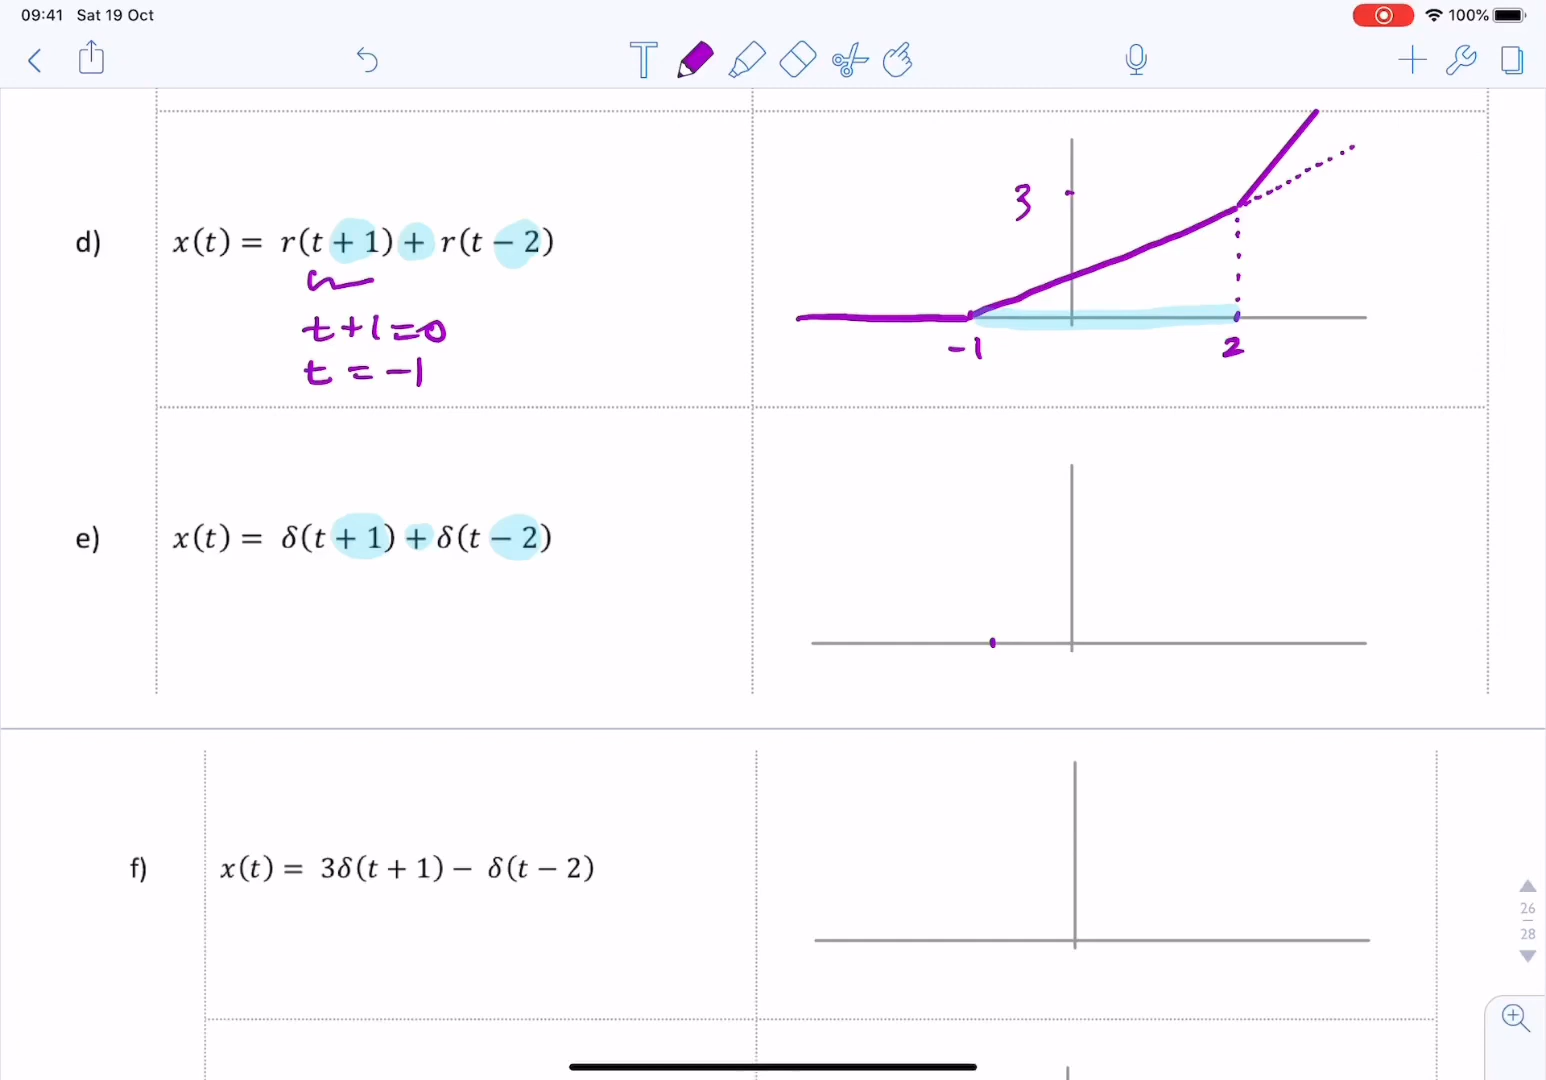 09:41 Sat 19 Oct
100%
T
3
d) x(t) = r(t + 1) + r(t − 2)
t+1=0
-1
2
t = -1
e) x(t) = δ(t + 1) + δ(t − 2)
f) x(t) = 3δ(t + 1) − δ(t − 2)
26
28